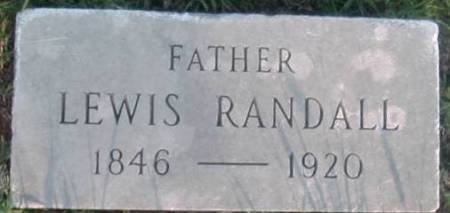 FATHER
LEWIS RANDALL
1846 — 1920